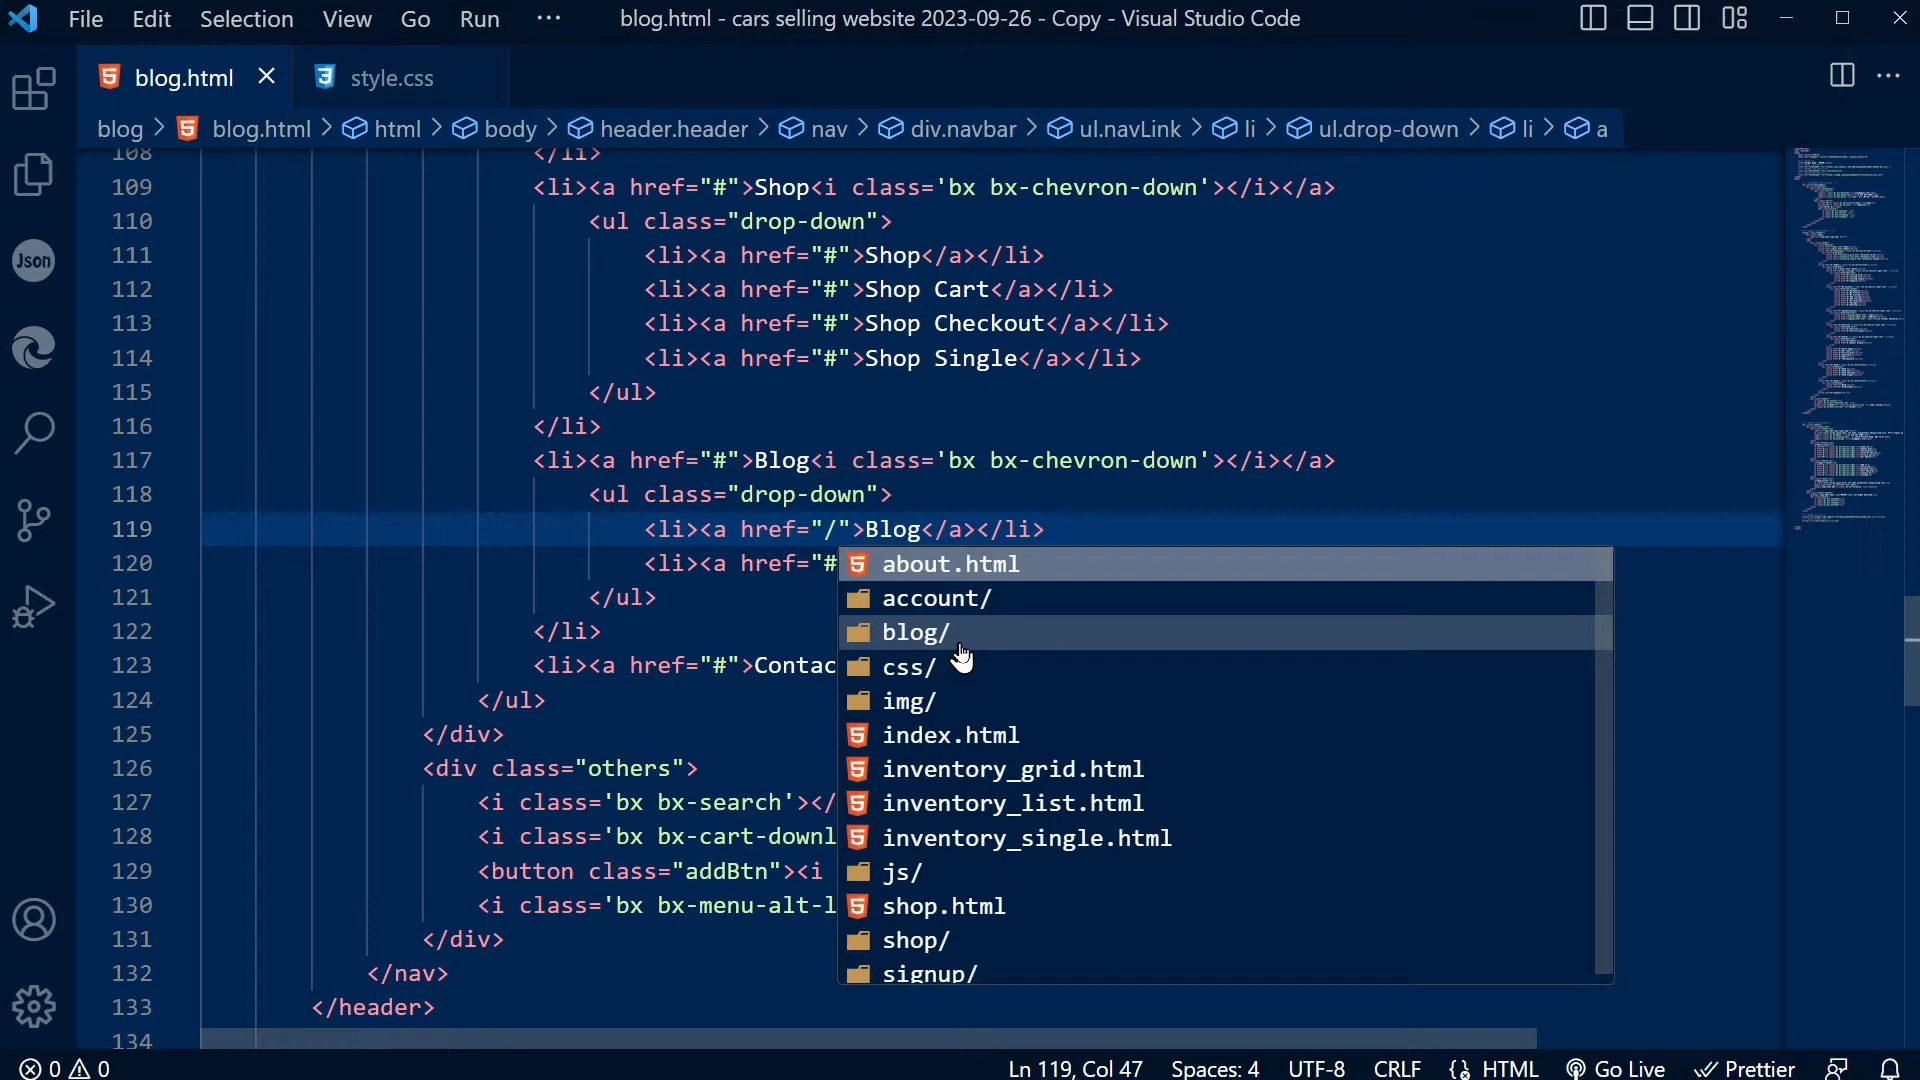 File Edit Selection View Go Run ··· blog.html - cars selling website 2023-09-26 - Copy - Visual Studio Code
blog.html style.css
blog > blog.html > html > body > header.header > nav > div.navbar > ul.navLink > li > ul.drop-down > li > a
Json
108 </li>
109 <li><a href="#">Shop<i class='bx bx-chevron-down'></i></a>
110 <ul class="drop-down">
111 <li><a href="#">Shop</a></li>
112 <li><a href="#">Shop Cart</a></li>
113 <li><a href="#">Shop Checkout</a></li>
114 <li><a href="#">Shop Single</a></li>
115 </ul>
116 </li>
117 <li><a href="#">Blog<i class='bx bx-chevron-down'></i></a>
118 <ul class="drop-down">
119 <li><a href="/">Blog</a></li>
120 <li><a href="#
121 </ul>
122 </li>
123 <li><a href="#">Contac
124 </ul>
125 </div>
126 <div class="others">
127 <i class='bx bx-search'></
128 <i class='bx bx-cart-downl
129 <button class="addBtn"><i
130 <i class='bx bx-menu-alt-l
131 </div>
132 </nav>
133 </header>
134
about.html
account/
blog/
css/
img/
index.html
inventory_grid.html
inventory_list.html
inventory_single.html
js/
shop.html
shop/
signup/
0 0 Ln 119, Col 47 Spaces: 4 UTF-8 CRLF HTML Go Live Prettier